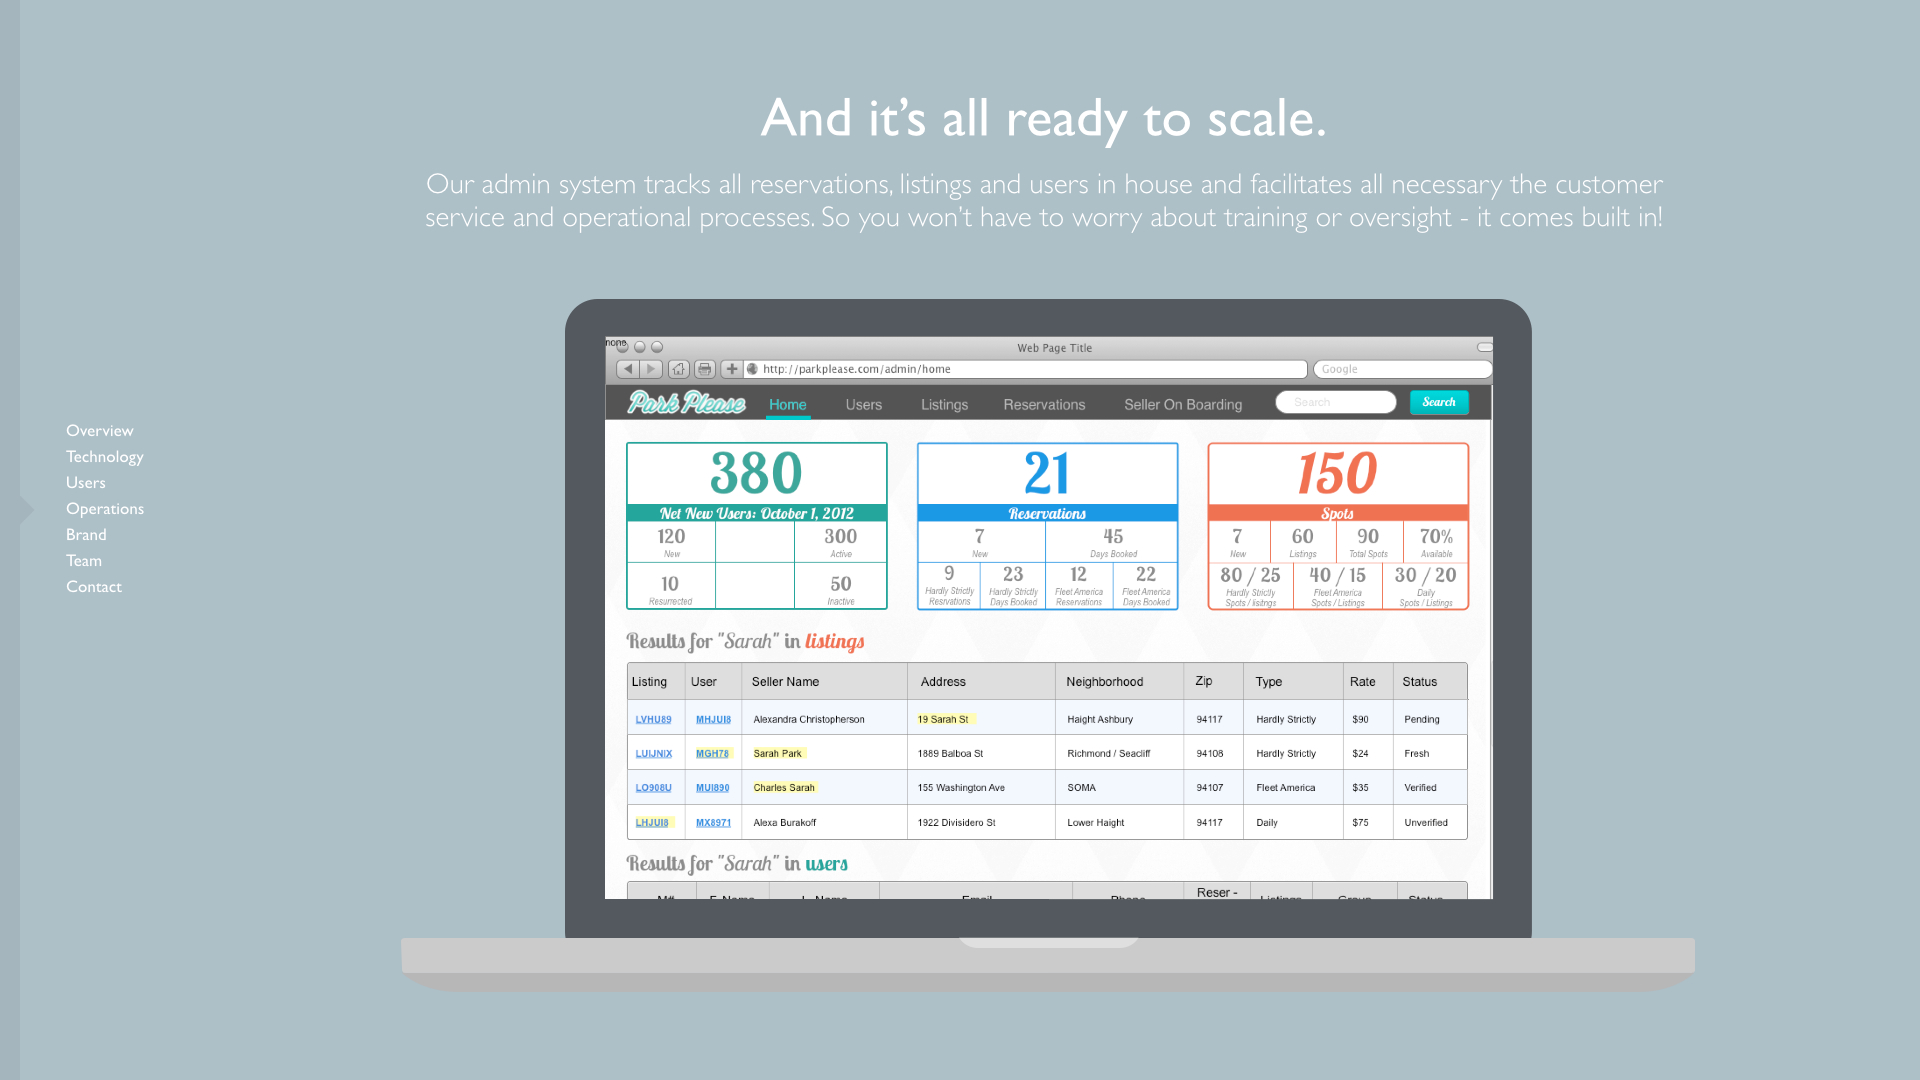 And it's all ready to scale.
Our admin system tracks all reservations, listings and users in house and facilitates all necessary the customer
service and operational processes. So you won't have to worry about training or oversight - it comes built in!
Overview
Technology
Users
Operations
Brand
Team
Contact
none
Web Page Title
http://parkplease.com/admin/home
Google
Park Please Home Users Listings Reservations Seller On Boarding Search Search
380
Net New Users: October 1, 2012
120 300
New Active
10 50
Resurrected Inactive
21
Reservations
7 45
New Days Booked
9 23 12 22
Hardly Strictly Hardly Strictly Fleet America Fleet America
Resrvations Days Booked Reservations Days Booked
150
Spots
7 60 90 70%
New Listings Total Spots Available
80 / 25 40 / 15 30 / 20
Hardly Strictly Fleet America Daily
Spots / lisitngs Spots / Listings Spots / Listings
Results for "Sarah" in listings
Listing User Seller Name Address Neighborhood Zip Type Rate Status
LVHU89 MHJUI8 Alexandra Christopherson 19 Sarah St Haight Ashbury 94117 Hardly Strictly $90 Pending
LUIJNIX MGH78 Sarah Park 1889 Balboa St Richmond / Seacliff 94108 Hardly Strictly $24 Fresh
LO908U MUI890 Charles Sarah 155 Washington Ave SOMA 94107 Fleet America $35 Verified
LHJUI8 MX8971 Alexa Burakoff 1922 Divisidero St Lower Haight 94117 Daily $75 Unverified
Results for "Sarah" in users
M# F. Name L. Name Email Phone Reser - Listings Group Status